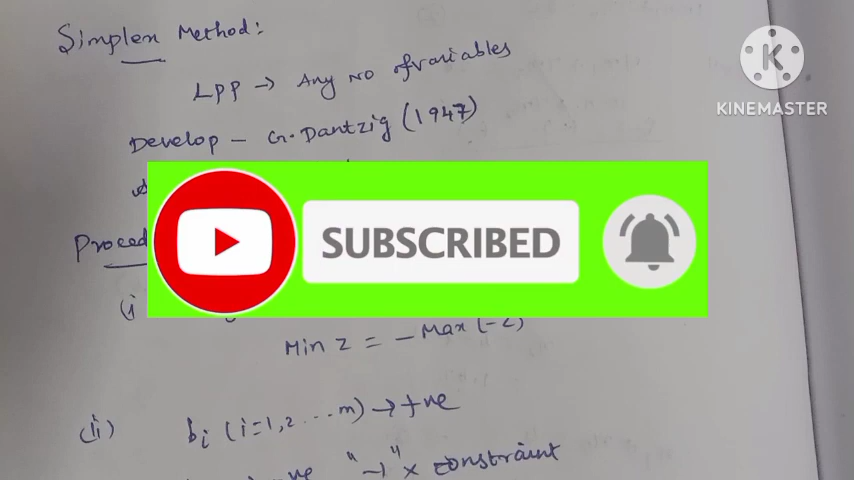 Simplex Method:
KINEMASTER
LPP → Any No of variables
Develop - G. Dantzig (1947)
SUBSCRIBED
(i
Min Z = - Max (-Z)
(ii) bi (i=1,2 ... m) → +ve
"-1" x constraint